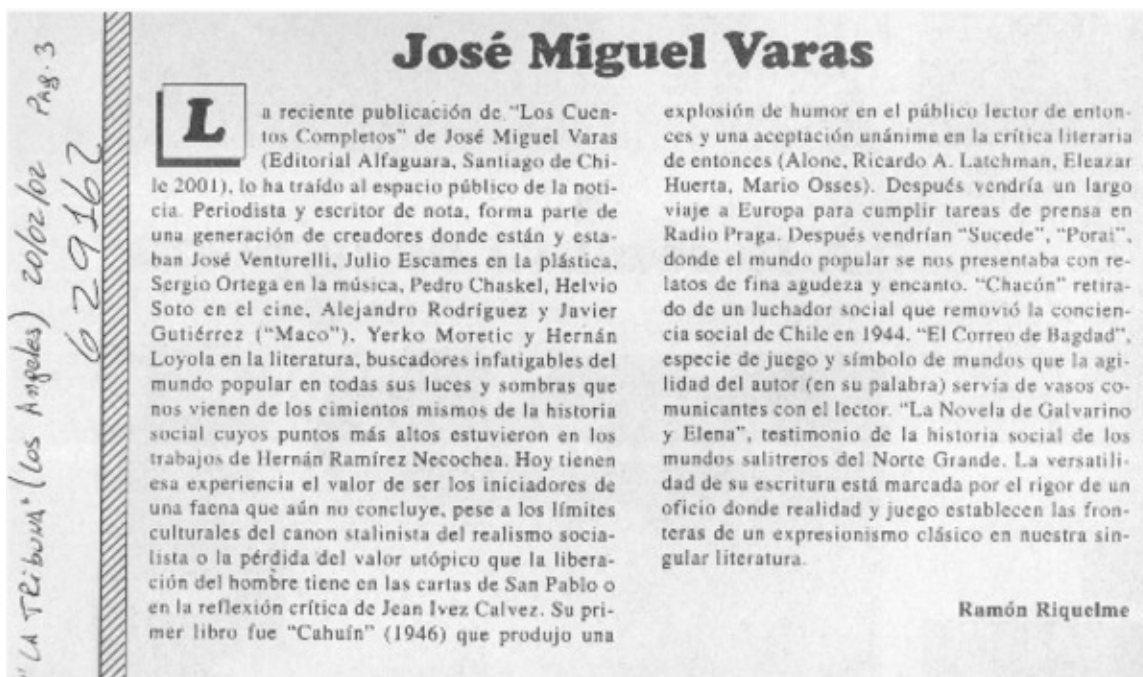 "LA TRIBUNA" (Los Angeles) 20/02/02 PAG. 3
62916 2
José Miguel Varas
La reciente publicación de "Los Cuen-
tos Completos" de José Miguel Varas
(Editorial Alfaguara, Santiago de Chi-
le 2001), lo ha traído al espacio público de la noti-
cia. Periodista y escritor de nota, forma parte de
una generación de creadores donde están y esta-
ban José Venturelli, Julio Escames en la plástica,
Sergio Ortega en la música, Pedro Chaskel, Helvio
Soto en el cine, Alejandro Rodríguez y Javier
Gutiérrez ("Maco"), Yerko Moretic y Hernán
Loyola en la literatura, buscadores infatigables del
mundo popular en todas sus luces y sombras que
nos vienen de los cimientos mismos de la historia
social cuyos puntos más altos estuvieron en los
trabajos de Hernán Ramírez Necochea. Hoy tienen
esa experiencia el valor de ser los iniciadores de
una faena que aún no concluye, pese a los límites
culturales del canon stalinista del realismo socia-
lista o la pérdida del valor utópico que la libera-
ción del hombre tiene en las cartas de San Pablo o
en la reflexión crítica de Jean Ivez Calvez. Su pri-
mer libro fue "Cahuín" (1946) que produjo una
explosión de humor en el público lector de enton-
ces y una aceptación unánime en la crítica literaria
de entonces (Alone, Ricardo A. Latchman, Eleazar
Huerta, Mario Osses). Después vendría un largo
viaje a Europa para cumplir tareas de prensa en
Radio Praga. Después vendrían "Sucede", "Porai",
donde el mundo popular se nos presentaba con re-
latos de fina agudeza y encanto. "Chacón" retira-
do de un luchador social que removió la concien-
cia social de Chile en 1944. "El Correo de Bagdad",
especie de juego y símbolo de mundos que la agi-
lidad del autor (en su palabra) servía de vasos co-
municantes con el lector. "La Novela de Galvarino
y Elena", testimonio de la historia social de los
mundos salitreros del Norte Grande. La versatili-
dad de su escritura está marcada por el rigor de un
oficio donde realidad y juego establecen las fron-
teras de un expresionismo clásico en nuestra sin-
gular literatura.
Ramón Riquelme